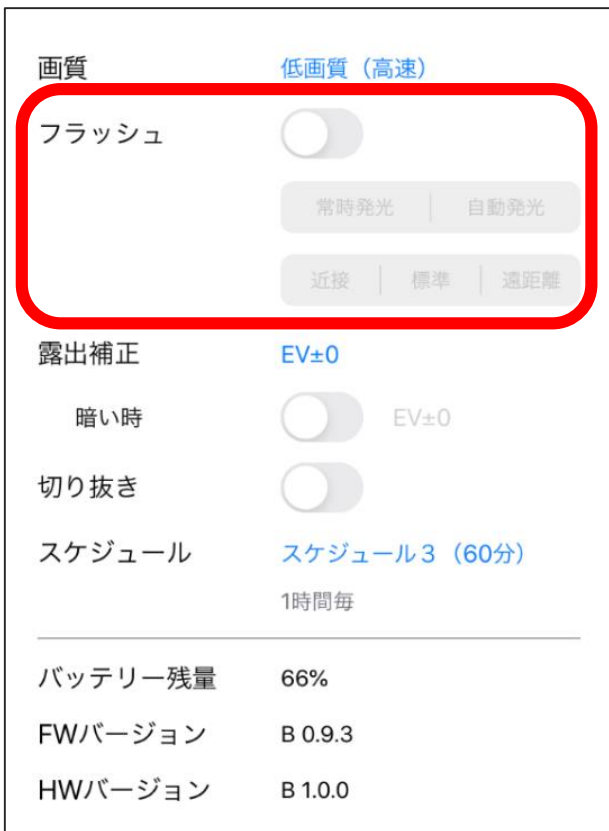 画質 低画質（高速）
フラッシュ
常時発光 自動発光
近接 標準 遠距離
露出補正 EV±0
暗い時 EV±0
切り抜き
スケジュール スケジュール３（60分）
1時間毎
バッテリー残量 66%
FWバージョン B 0.9.3
HWバージョン B 1.0.0